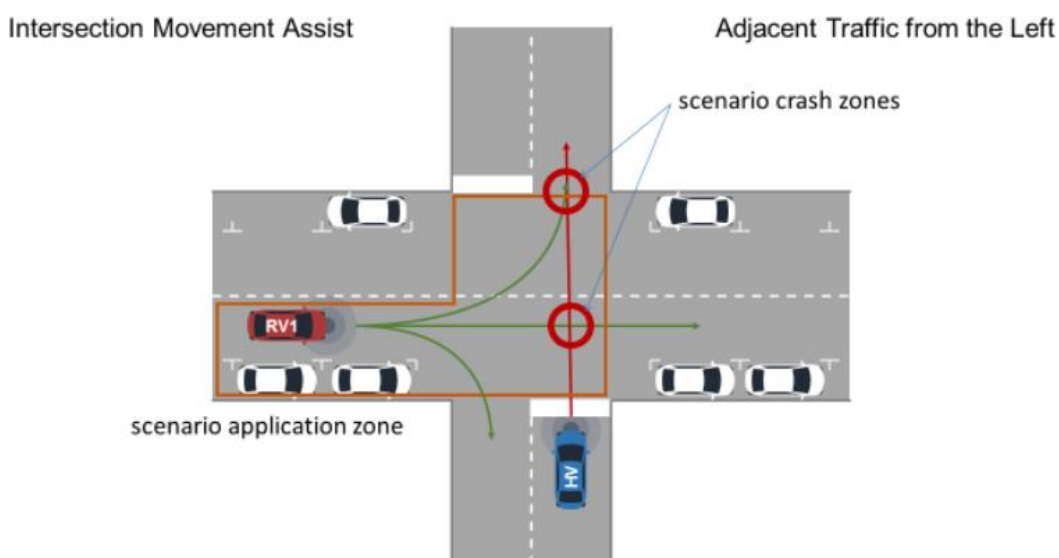 Intersection Movement Assist
Adjacent Traffic from the Left
scenario crash zones
RV1
scenario application zone
HV